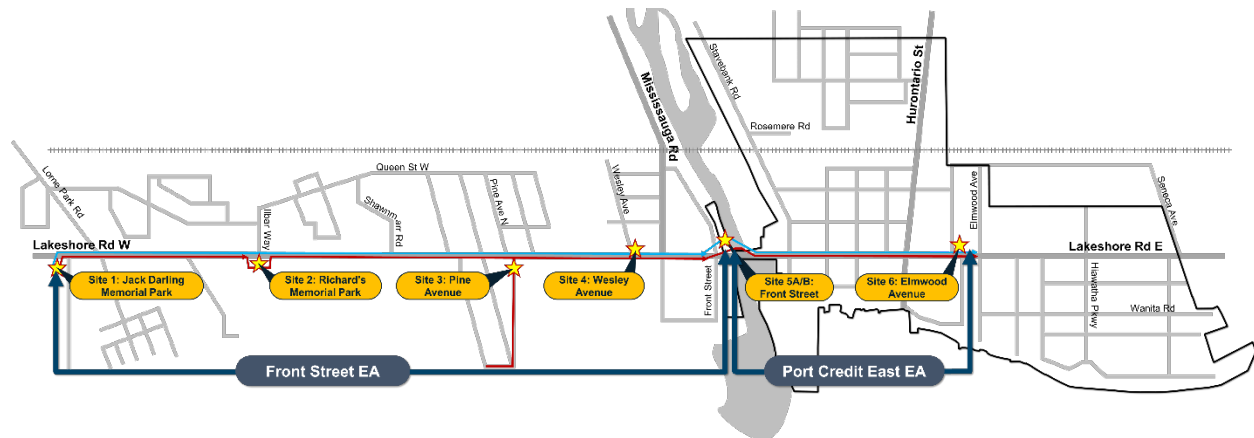 Mississauga Rd
Stavebank Rd
Hurontario St
Rosemere Rd
Lorne Park Rd
Queen St W
Ilbar Way
Shawnmarr Rd
Pine Ave N
Wesley Ave
Elmwood Ave
Seneca Ave
Lakeshore Rd W
Lakeshore Rd E
Site 1: Jack Darling
Memorial Park
Site 2: Richard's
Memorial Park
Site 3: Pine
Avenue
Site 4: Wesley
Avenue
Front Street
Site 5A/B:
Front Street
Site 6: Elmwood
Avenue
Hiawatha Pkwy
Wanita Rd
Front Street EA
Port Credit East EA